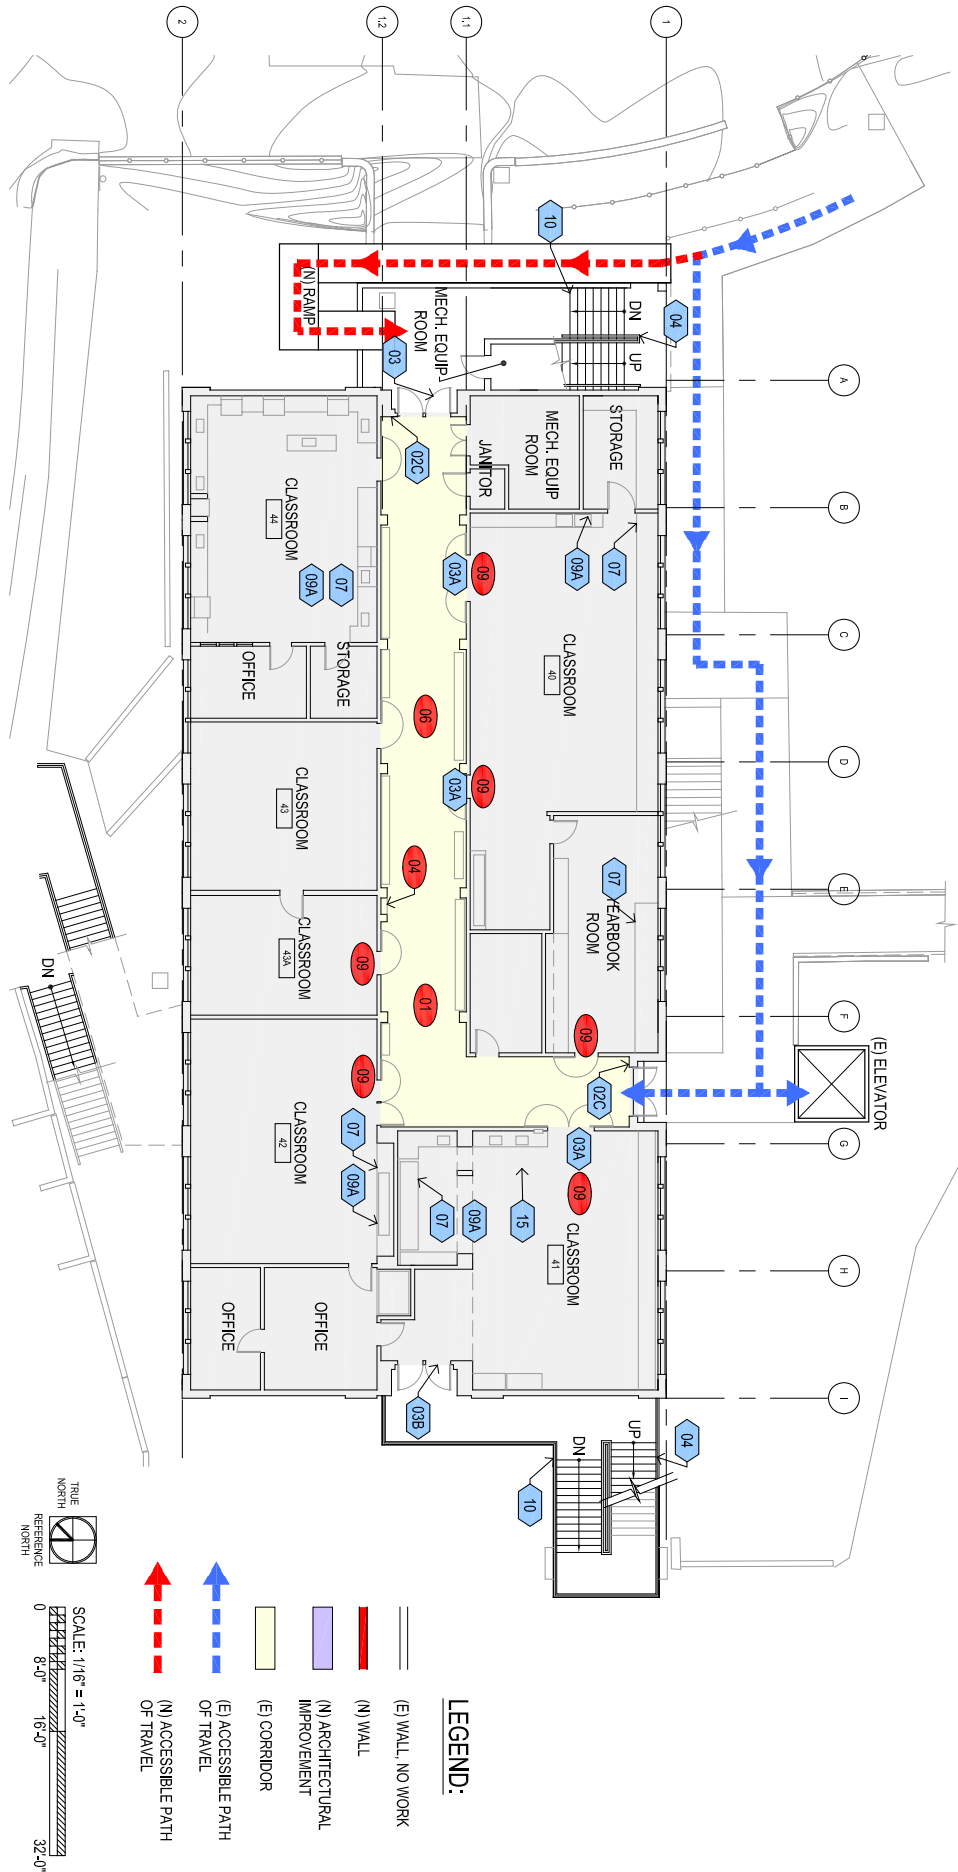 2
1.2
1.1
1
A
B
C
D
E
F
G
H
I
10
04
DN
UP
(N) RAMP
MECH. EQUIP
ROOM
03
02C
STORAGE
MECH. EQUIP
ROOM
JANITOR
CLASSROOM
44
09A
07
03A
09
09A
07
CLASSROOM
40
STORAGE
OFFICE
06
03A
09
CLASSROOM
43
04
07
YEARBOOK
ROOM
CLASSROOM
43A
09
01
09
(E) ELEVATOR
DN
09
02C
CLASSROOM
42
07
09A
03A
09
07
09A
15
CLASSROOM
41
OFFICE
OFFICE
03B
UP
DN
04
10
TRUE
NORTH
REFERENCE
NORTH
LEGEND:
(E) WALL, NO WORK
(N) WALL
(N) ARCHITECTURAL
IMPROVEMENT
(E) CORRIDOR
(E) ACCESSIBLE PATH
OF TRAVEL
(N) ACCESSIBLE PATH
OF TRAVEL
SCALE: 1/16" = 1'-0"
0 8'-0" 16'-0" 32'-0"